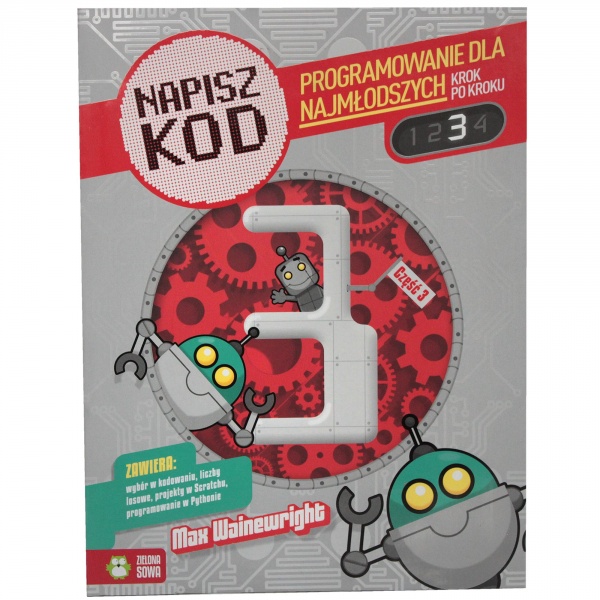 NAPISZ
KOD
PROGRAMOWANIE DLA
NAJMŁODSZYCH KROK
PO KROKU
1 2 3 4
3
Część 3
ZAWIERA:
wybór w kodowaniu, liczby
losowe, projekty w Scratchu,
programowanie w Pythonie
Max Wainewright
ZIELONA
SOWA